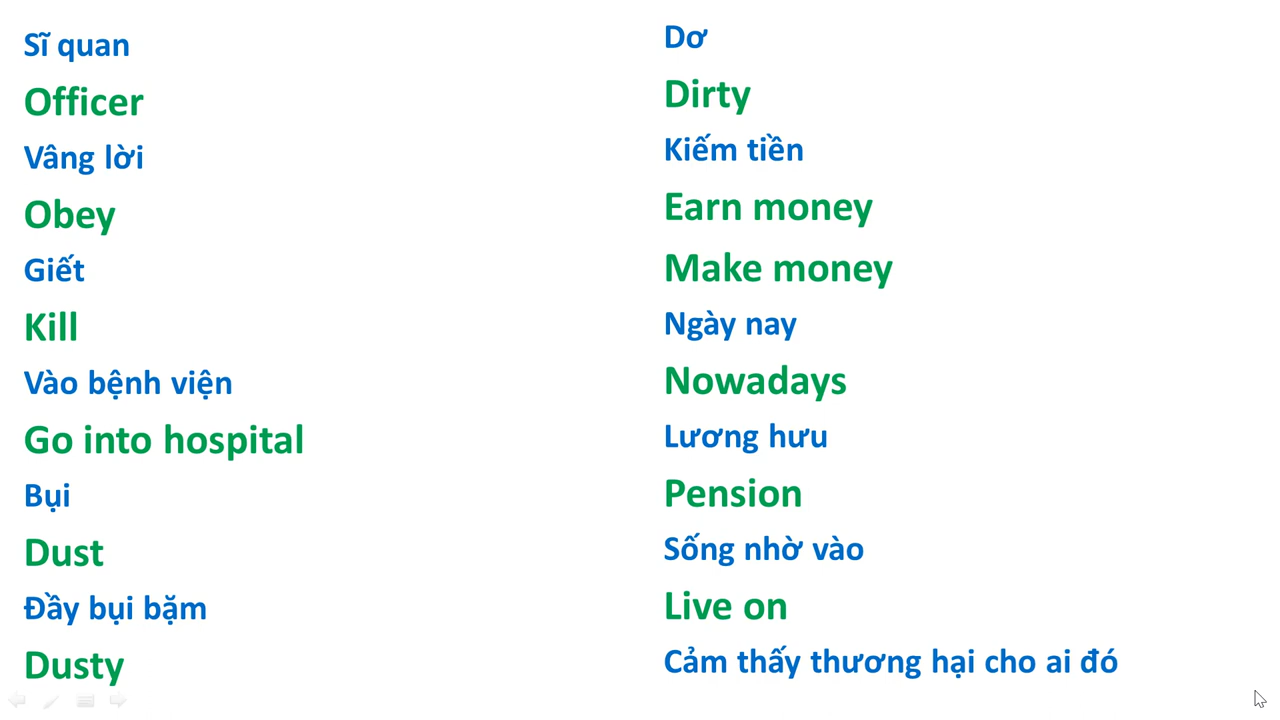 Sĩ quan
Officer
Vâng lời
Obey
Giết
Kill
Vào bệnh viện
Go into hospital
Bụi
Dust
Đầy bụi bặm
Dusty
Dơ
Dirty
Kiếm tiền
Earn money
Make money
Ngày nay
Nowadays
Lương hưu
Pension
Sống nhờ vào
Live on
Cảm thấy thương hại cho ai đó